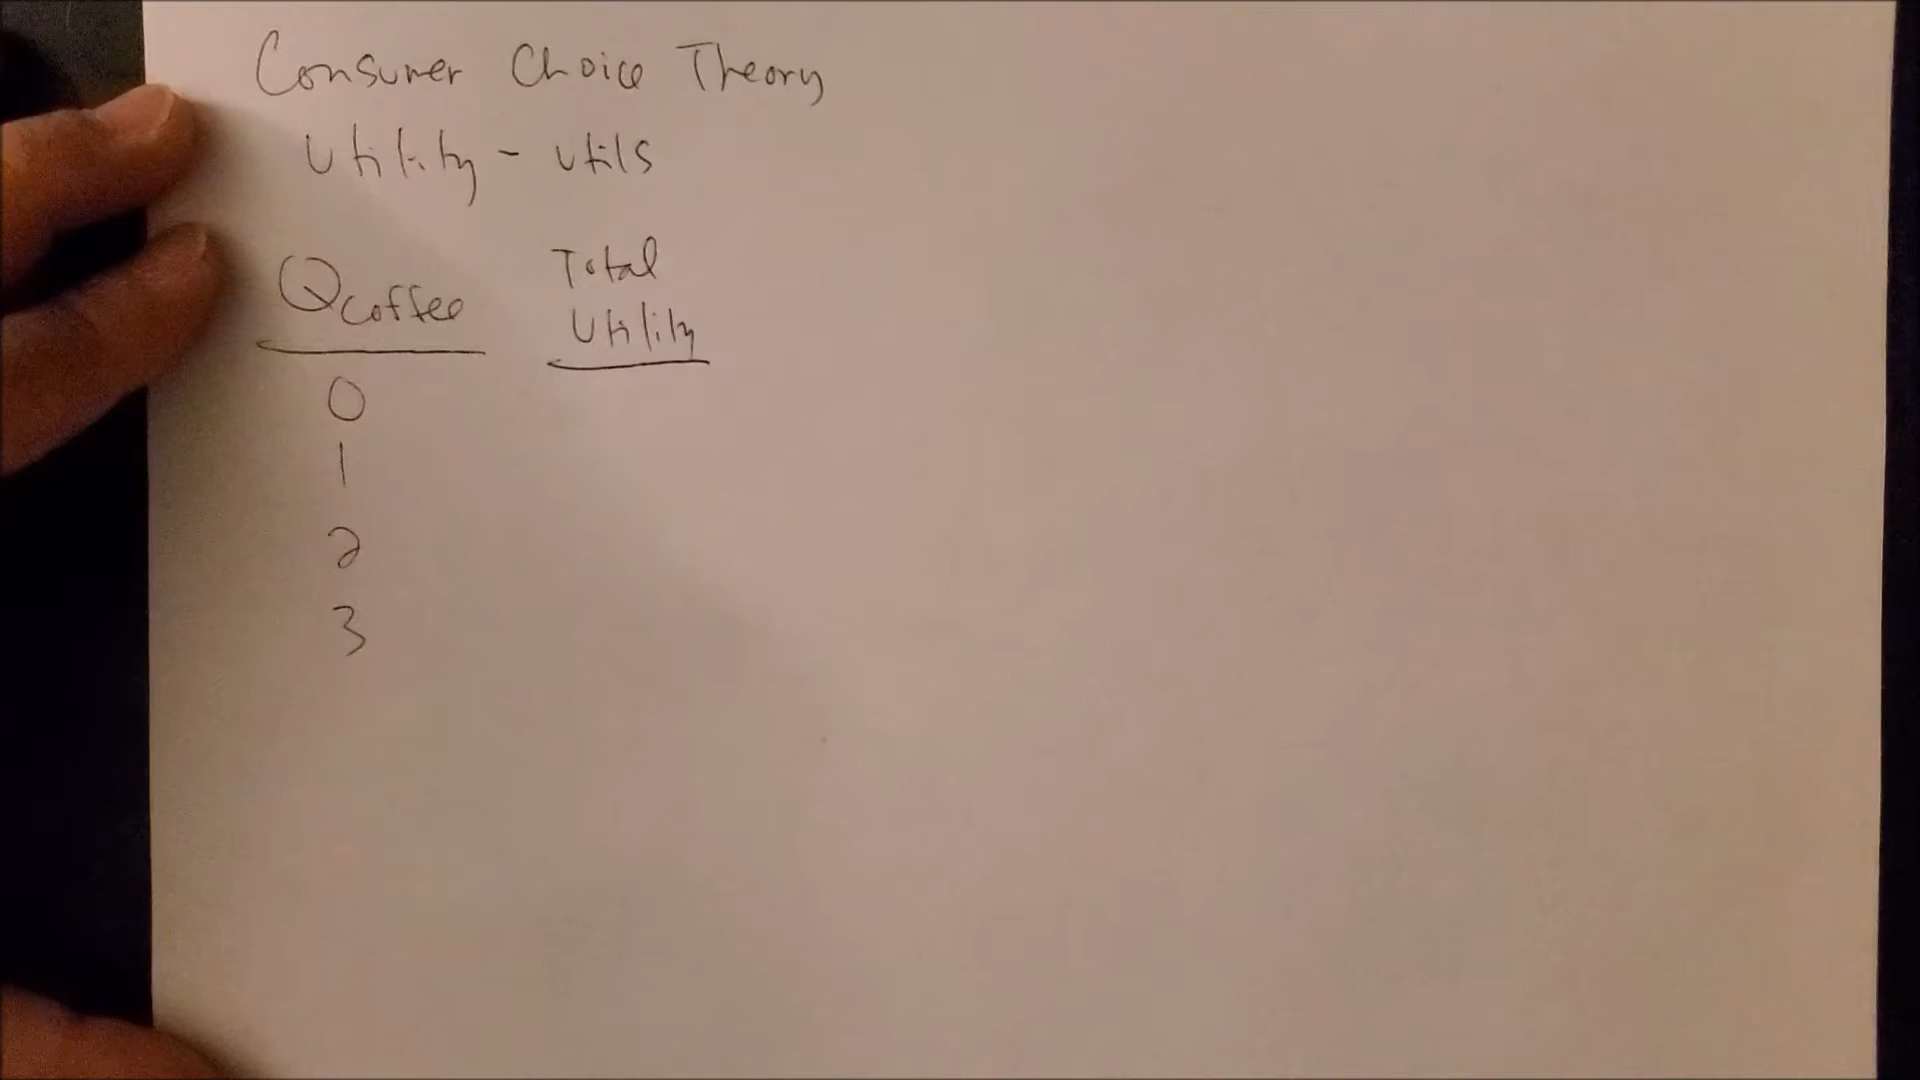 Consumer Choice Theory
Utility - utils
Qcoffee
Total
Utility
0
1
2
3